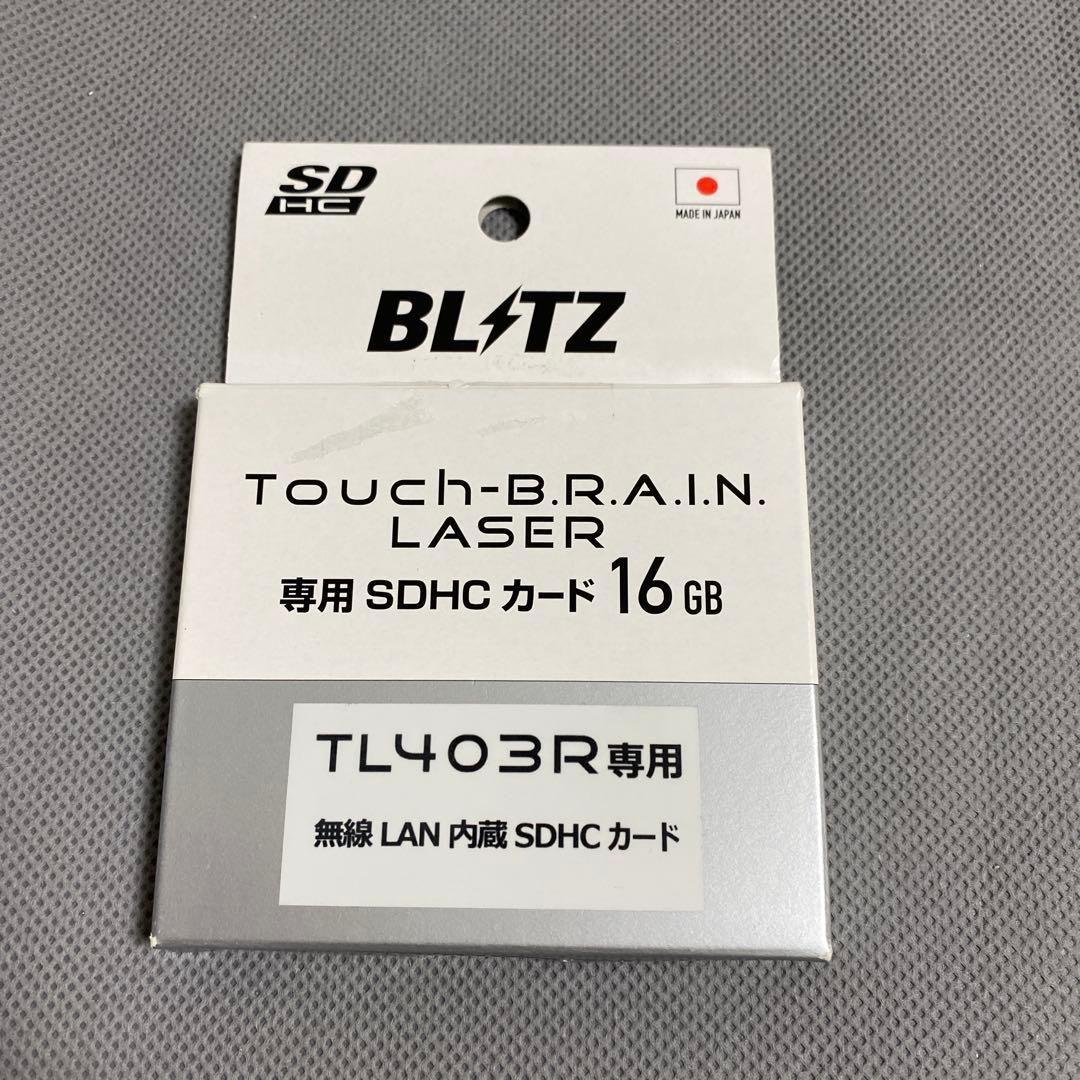 SD
HC
MADE IN JAPAN
BLITZ
Touch-B.R.A.I.N.
LASER
専用 SDHC カード 16 GB
TL403R専用
無線 LAN 内蔵 SDHC カード